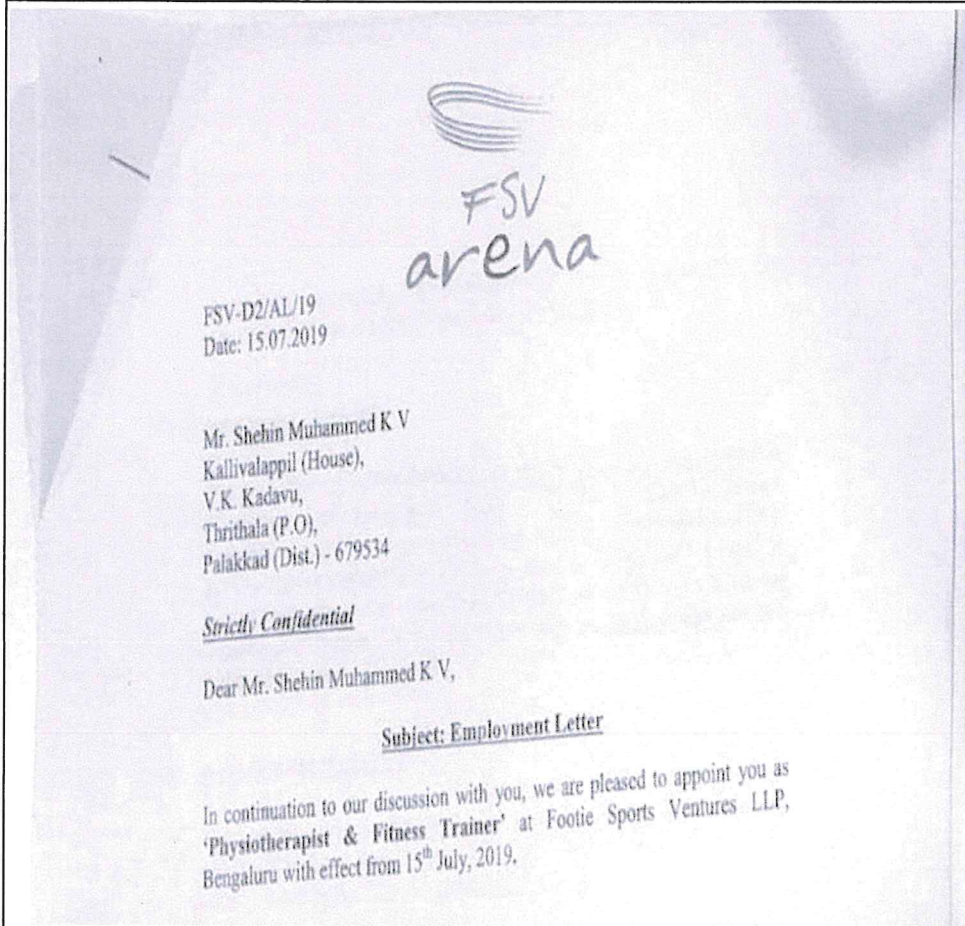 FSV
arena
FSV-D2/AL/19
Date: 15.07.2019
Mr. Shehin Muhammed K V
Kallivalappil (House),
V.K. Kadavu,
Thrithala (P.O),
Palakkad (Dist.) - 679534
Strictly Confidential
Dear Mr. Shehin Muhammed K V,
Subject: Employment Letter
In continuation to our discussion with you, we are pleased to appoint you as
‘Physiotherapist & Fitness Trainer’ at Footie Sports Ventures LLP,
Bengaluru with effect from 15th July, 2019.